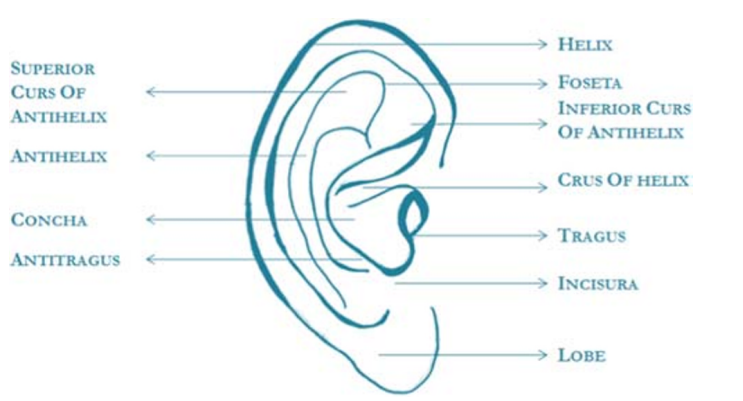 SUPERIOR
CURS OF
ANTIHELIX
ANTIHELIX
CONCHA
ANTITRAGUS
HELIX
FOSETA
INFERIOR CURS
OF ANTIHELIX
CRUS OF HELIX
TRAGUS
INCISURA
LOBE